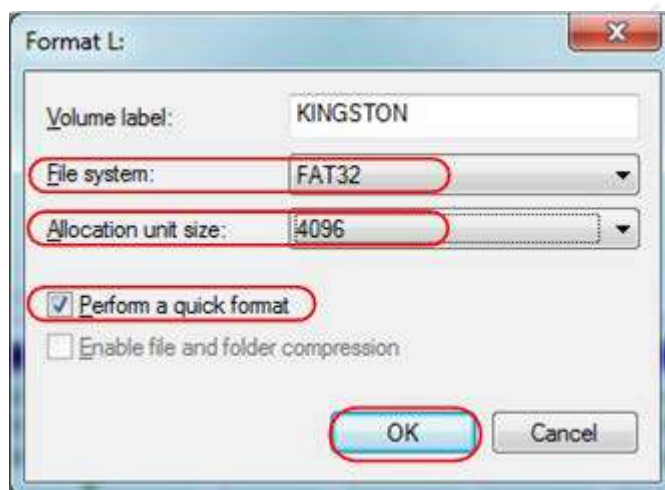 Format L:
Volume label: KINGSTON
File system: FAT32
Allocation unit size: 4096
Perform a quick format
Enable file and folder compression
OK Cancel